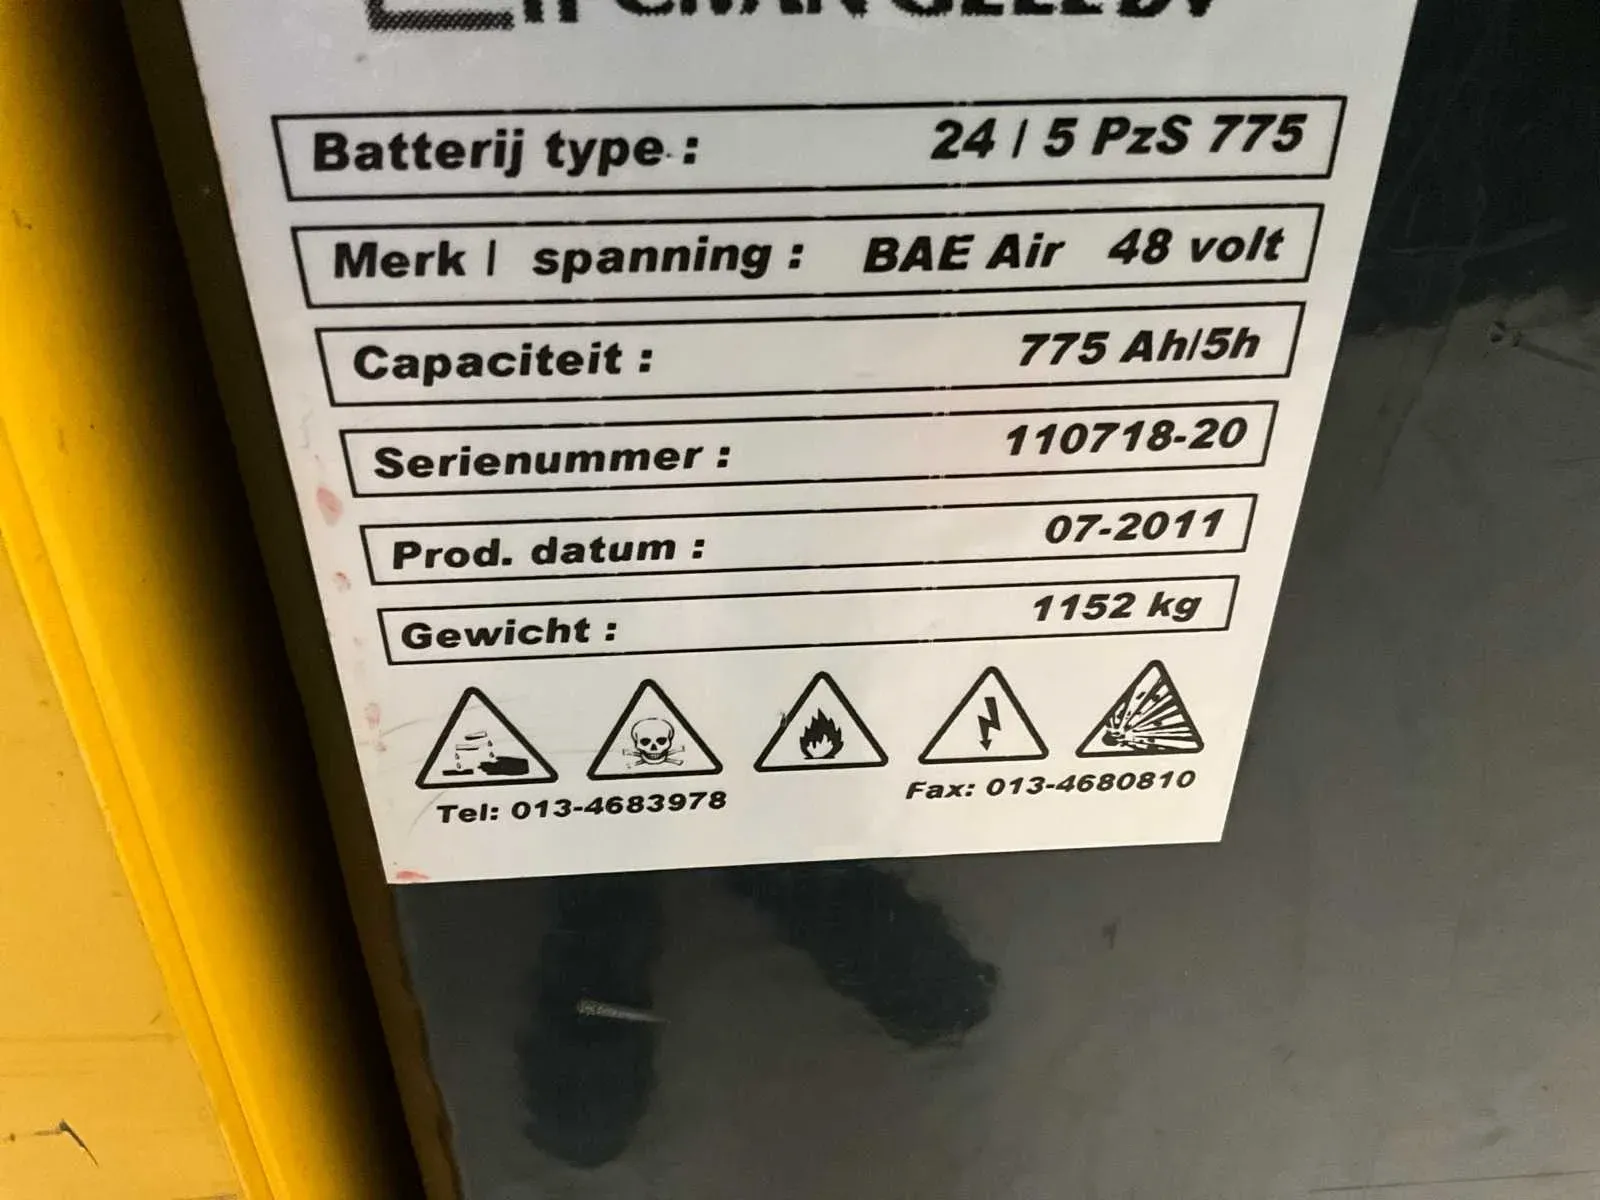 Batterij type : 24 / 5 PzS 775
Merk / spanning : BAE Air 48 volt
Capaciteit : 775 Ah/5h
Serienummer : 110718-20
Prod. datum : 07-2011
Gewicht : 1152 kg
Tel: 013-4683978 Fax: 013-4680810